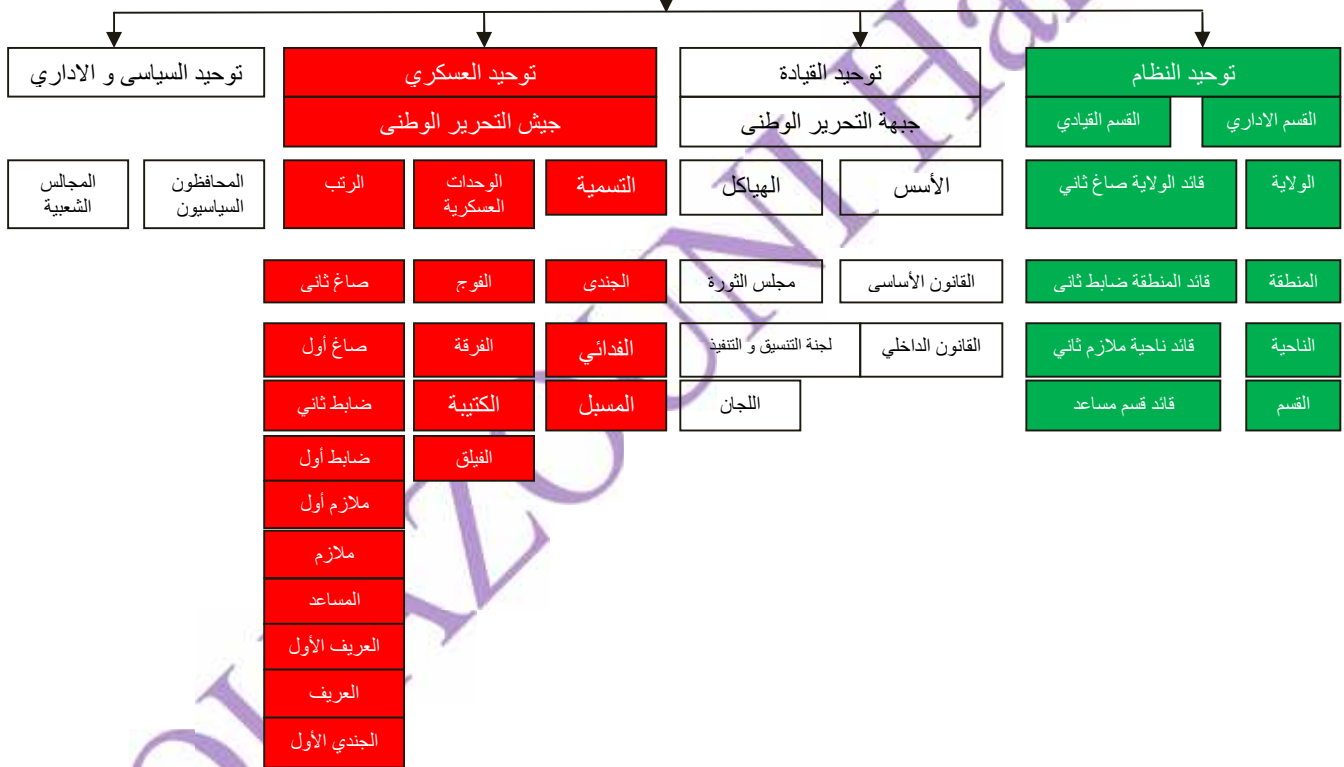 توحيد النظام
توحيد القيادة
توحيد العسكري
توحيد السياسى و الاداري
القسم الاداري
القسم القيادي
جبهة التحرير الوطنى
جيش التحرير الوطنى
الولاية
قائد الولاية صاغ ثاني
الأسس
الهياكل
التسمية
الوحدات
العسكرية
الرتب
المحافظون
السياسيون
المجالس
الشعبية
المنطقة
قائد المنطقة ضابط ثانى
القانون الأساسى
مجلس الثورة
الجندى
الفوج
صاغ ثانى
الناحية
قائد ناحية ملازم ثاني
القانون الداخلي
لجنة التنسيق و التنفيذ
الفدائي
الفرقة
صاغ أول
القسم
قائد قسم مساعد
اللجان
المسبل
الكتيبة
ضابط ثاني
الفيلق
ضابط أول
ملازم أول
ملازم
المساعد
العريف الأول
العريف
الجندي الأول